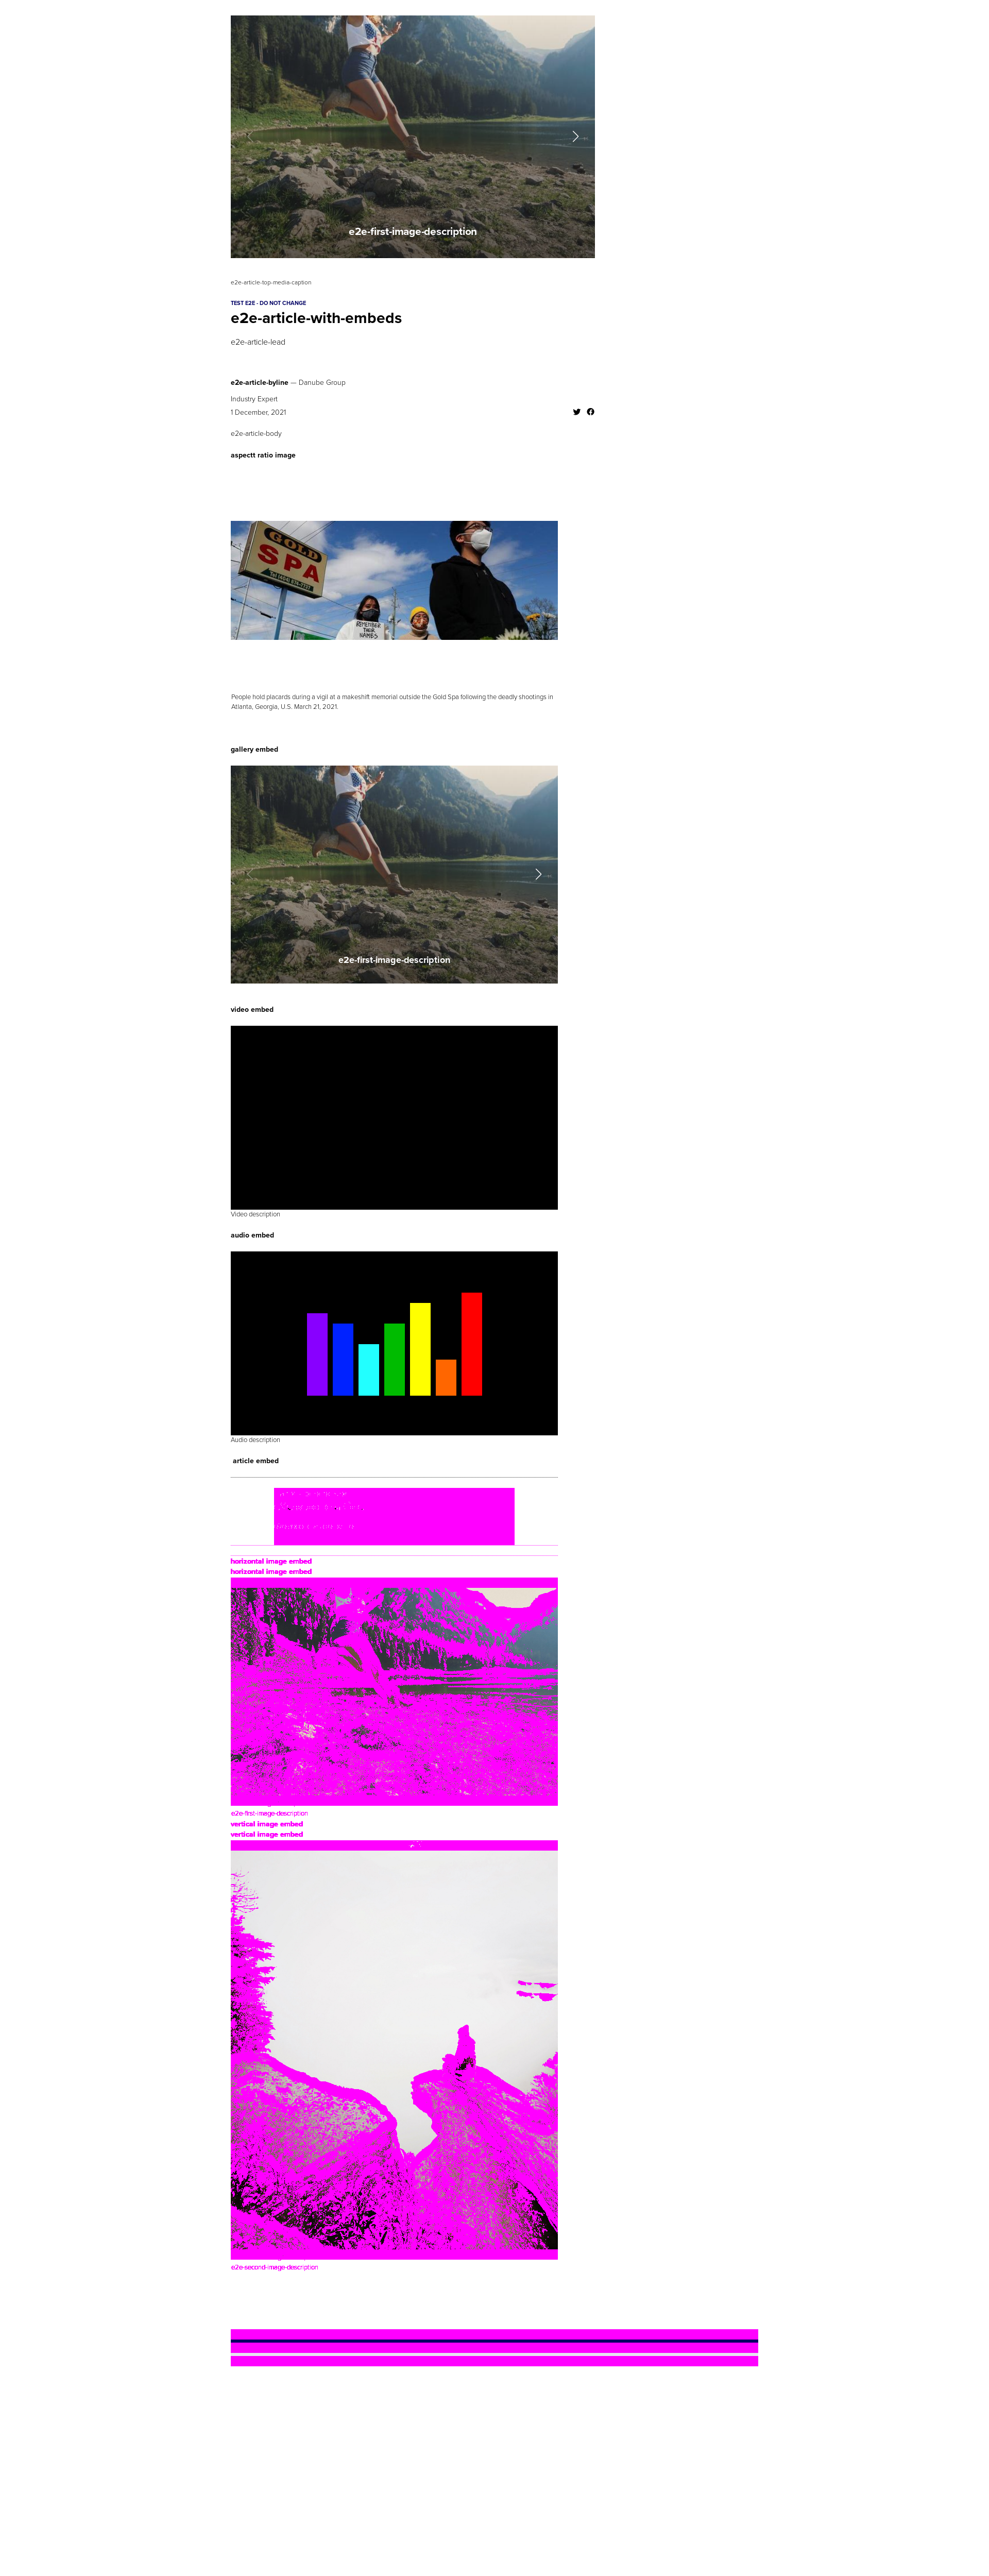 e2e-first-image-description
e2e-article-top-media-caption
TEST E2E - DO NOT CHANGE
e2e-article-with-embeds
e2e-article-lead
e2e-article-byline — Danube Group
Industry Expert
1 December, 2021
e2e-article-body
aspectt ratio image
GOLD
SPA
REMEMBER
THEIR
NAMES
People hold placards during a vigil at a makeshift memorial outside the Gold Spa following the deadly shootings in
Atlanta, Georgia, U.S. March 21, 2021.
gallery embed
e2e-first-image-description
video embed
Video description
audio embed
Audio description
article embed
horizontal image embed
horizontal image embed
e2e-first-image-description
vertical image embed
vertical image embed
e2e-second-image-description